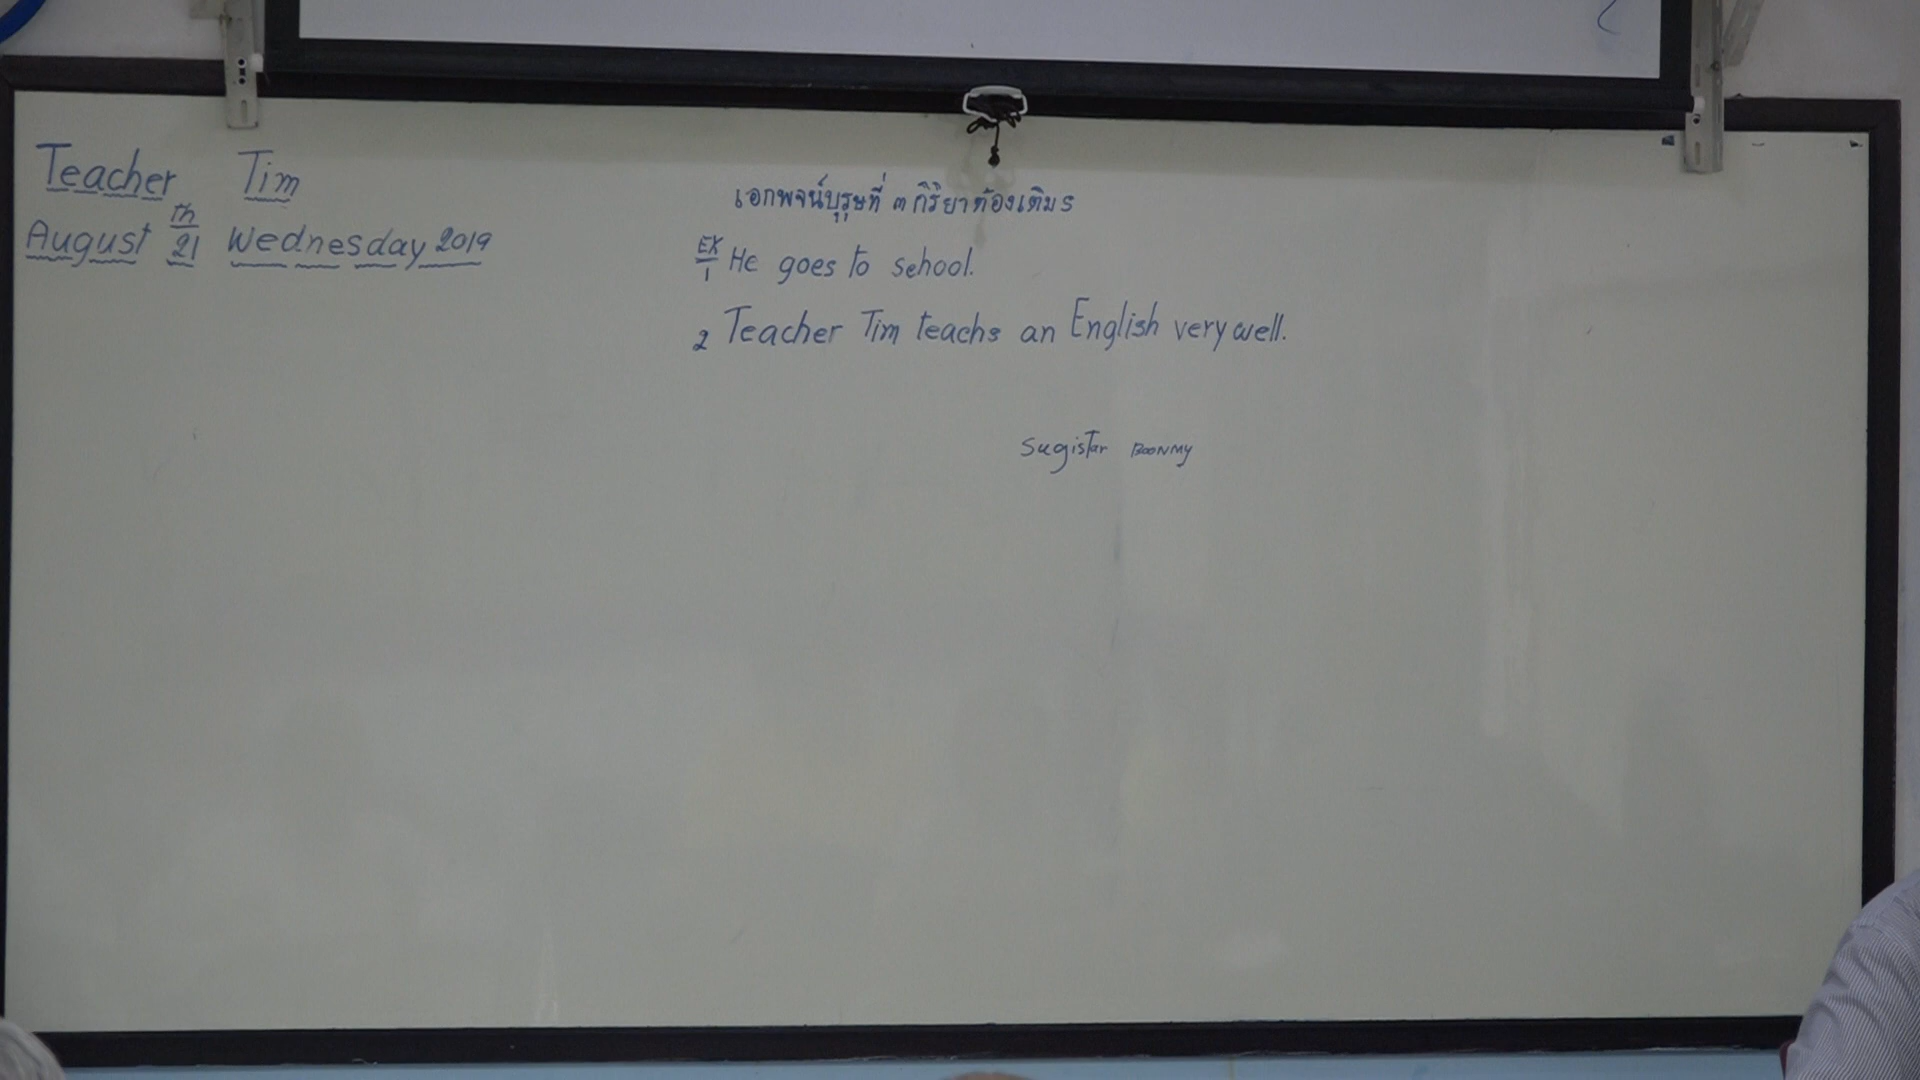 Teacher Tim
August 21th Wednesday 2019
เอกพจน์บุรุษที่ ๓ กิริยาต้องเติม s
EX
1 He goes to sehool.
2 Teacher Tim teachs an English very well.
Sugistar BOONMY